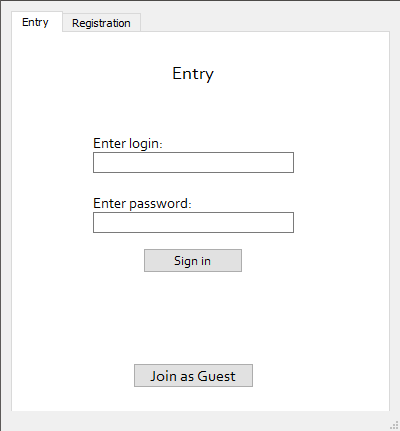 Entry Registration
Entry
Enter login:
Enter password:
Sign in
Join as Guest